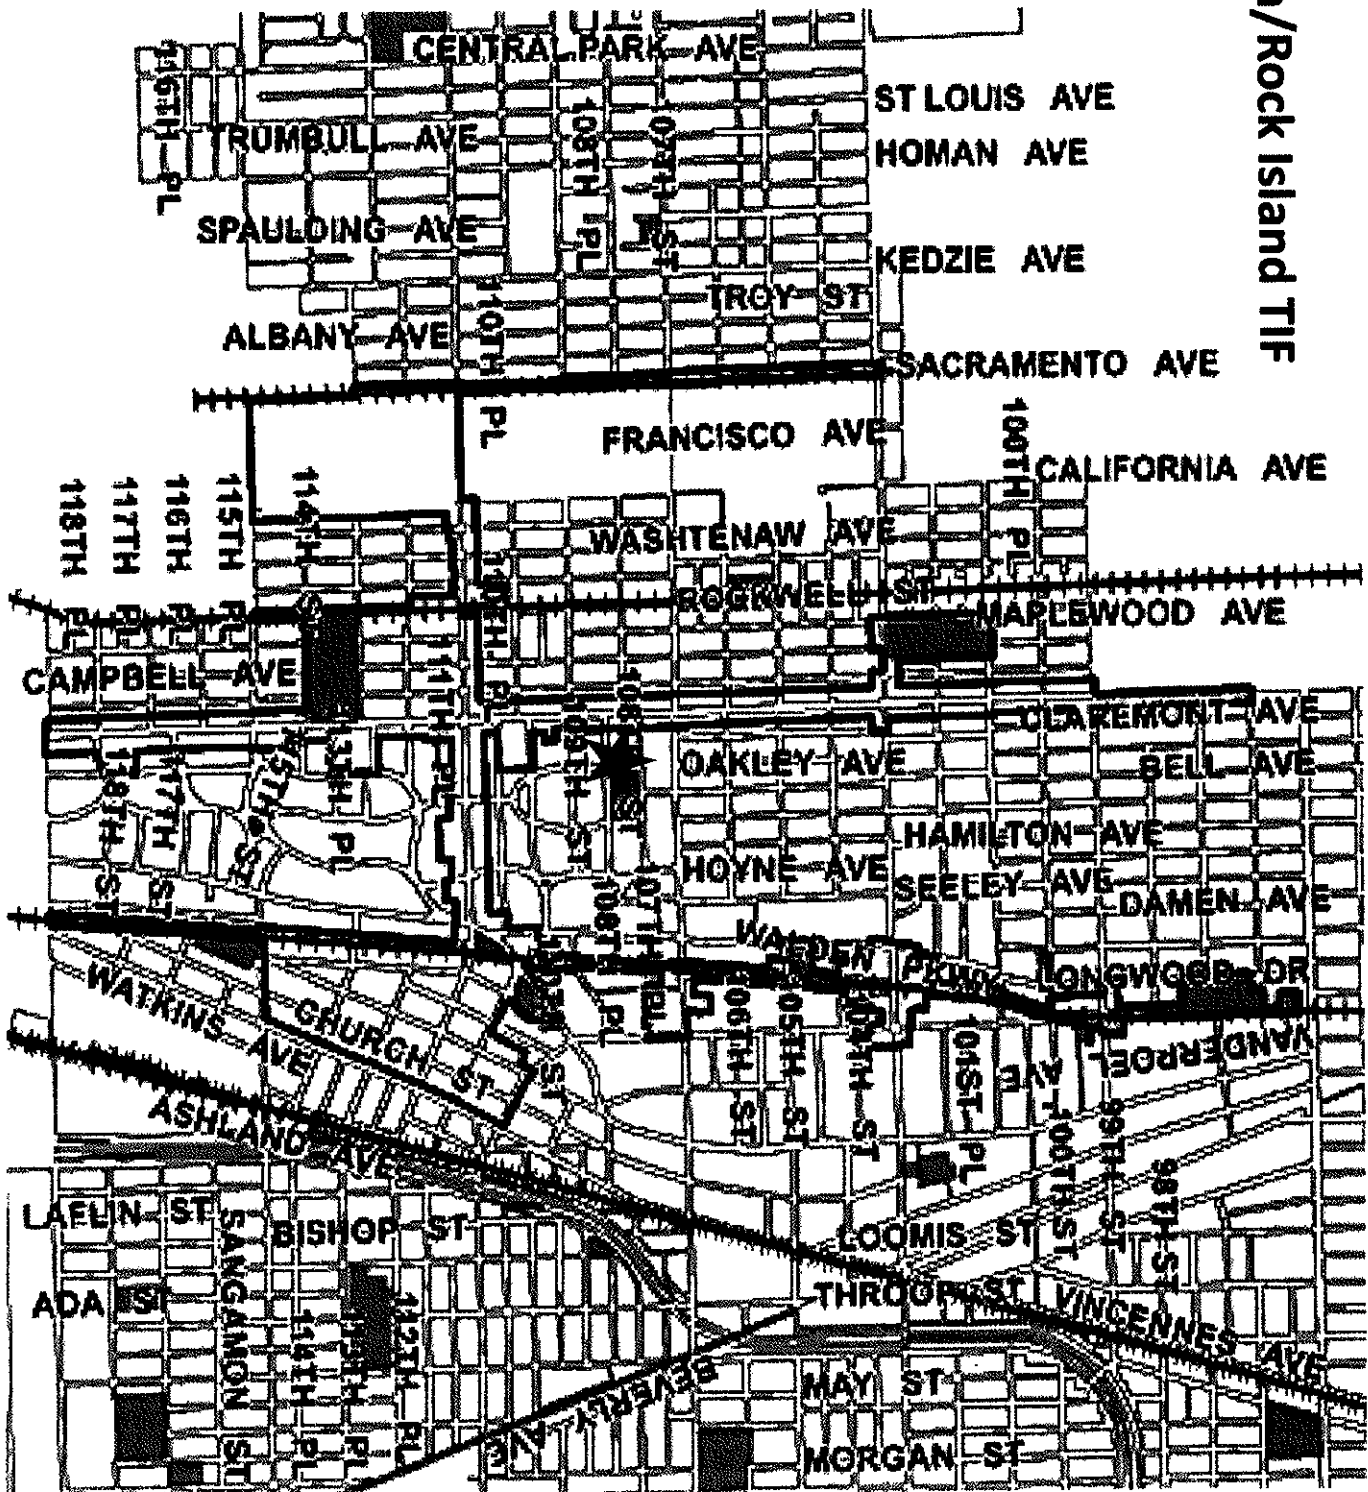 /Rock Island TIF
CENTRAL PARK AVE
ST LOUIS AVE
116TH PL
TRUMBULL AVE
108TH PL
107TH ST
HOMAN AVE
SPAULDING AVE
KEDZIE AVE
TROY ST
ALBANY AVE
110TH PL
SACRAMENTO AVE
FRANCISCO AVE
100TH PL
CALIFORNIA AVE
118TH PL
117TH PL
116TH PL
115TH PL
114TH ST
WASHTENAW AVE
110TH PL
ROCKWELL ST
MAPLEWOOD AVE
CAMPBELL AVE
111TH PL
109TH ST
CLAREMONT AVE
OAKLEY AVE
BELL AVE
118TH ST
117TH ST
115TH ST
PL
HAMILTON AVE
HOYNE AVE
SEELEY AVE
DAMEN AVE
108TH PL
107TH PL
WALDEN PKWY
LONGWOOD DR
WATKINS AVE
CHURCH ST
ST
106TH ST
105TH ST
104TH ST
101ST PL
VANDERPOEL AVE
100TH ST
99TH ST
98TH ST
ASHLAND AVE
LAFLIN ST
SANGAMON ST
BISHOP ST
LOOMIS ST
ADA ST
114TH PL
113TH PL
112TH PL
THROOP ST
VINCENNES AVE
BEVERLY AVE
MAY ST
MORGAN ST